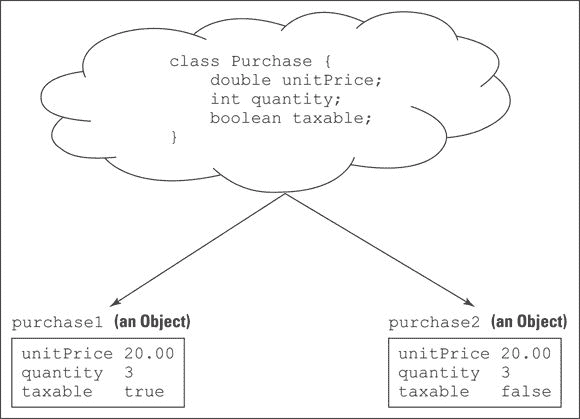 class Purchase {
    double unitPrice;
    int quantity;
    boolean taxable;
}
purchase1 (an Object)
unitPrice 20.00
quantity 3
taxable true
purchase2 (an Object)
unitPrice 20.00
quantity 3
taxable false